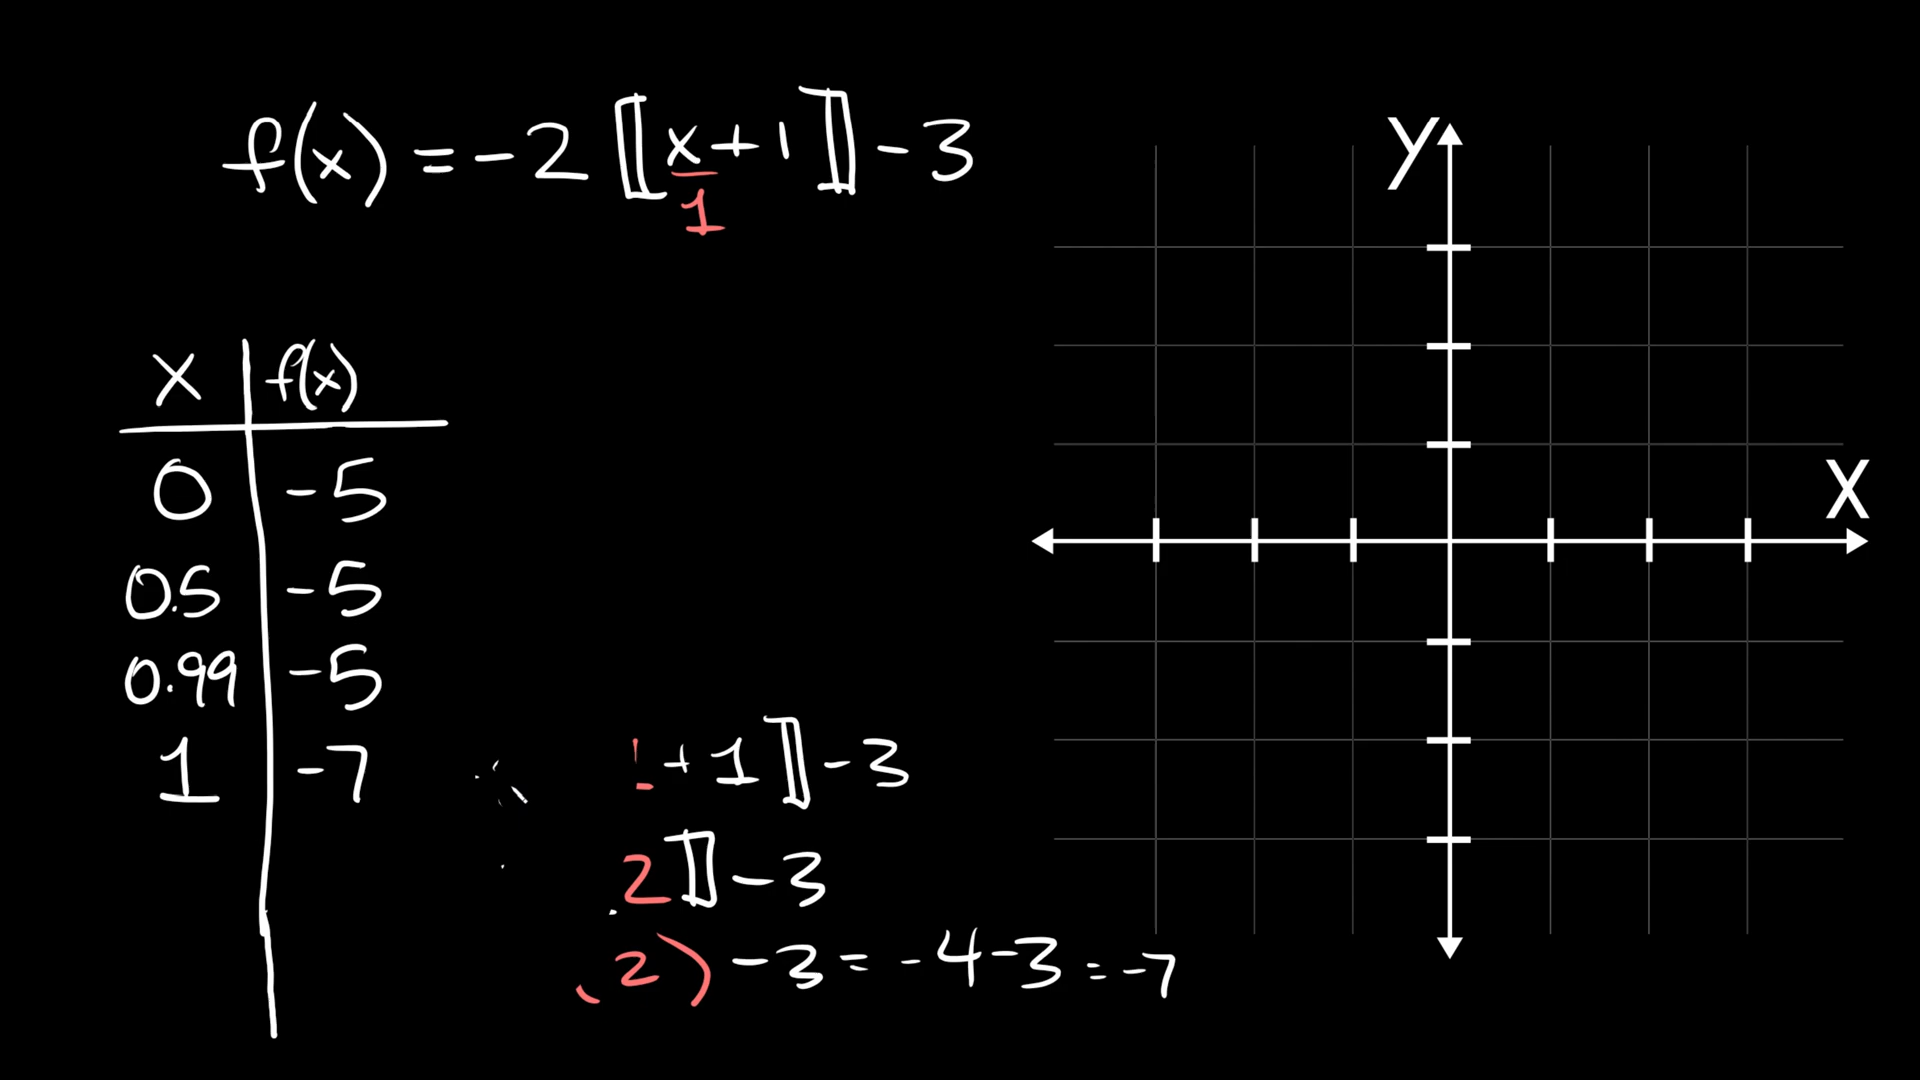 f(x) = -2 ⟦x + 1⟧ - 3
1
y
x
x f(x)
0 -5
0.5 -5
0.99 -5
1 -7
+ 1⟧ - 3
2⟧ - 3
2) - 3 = -4 - 3 = -7